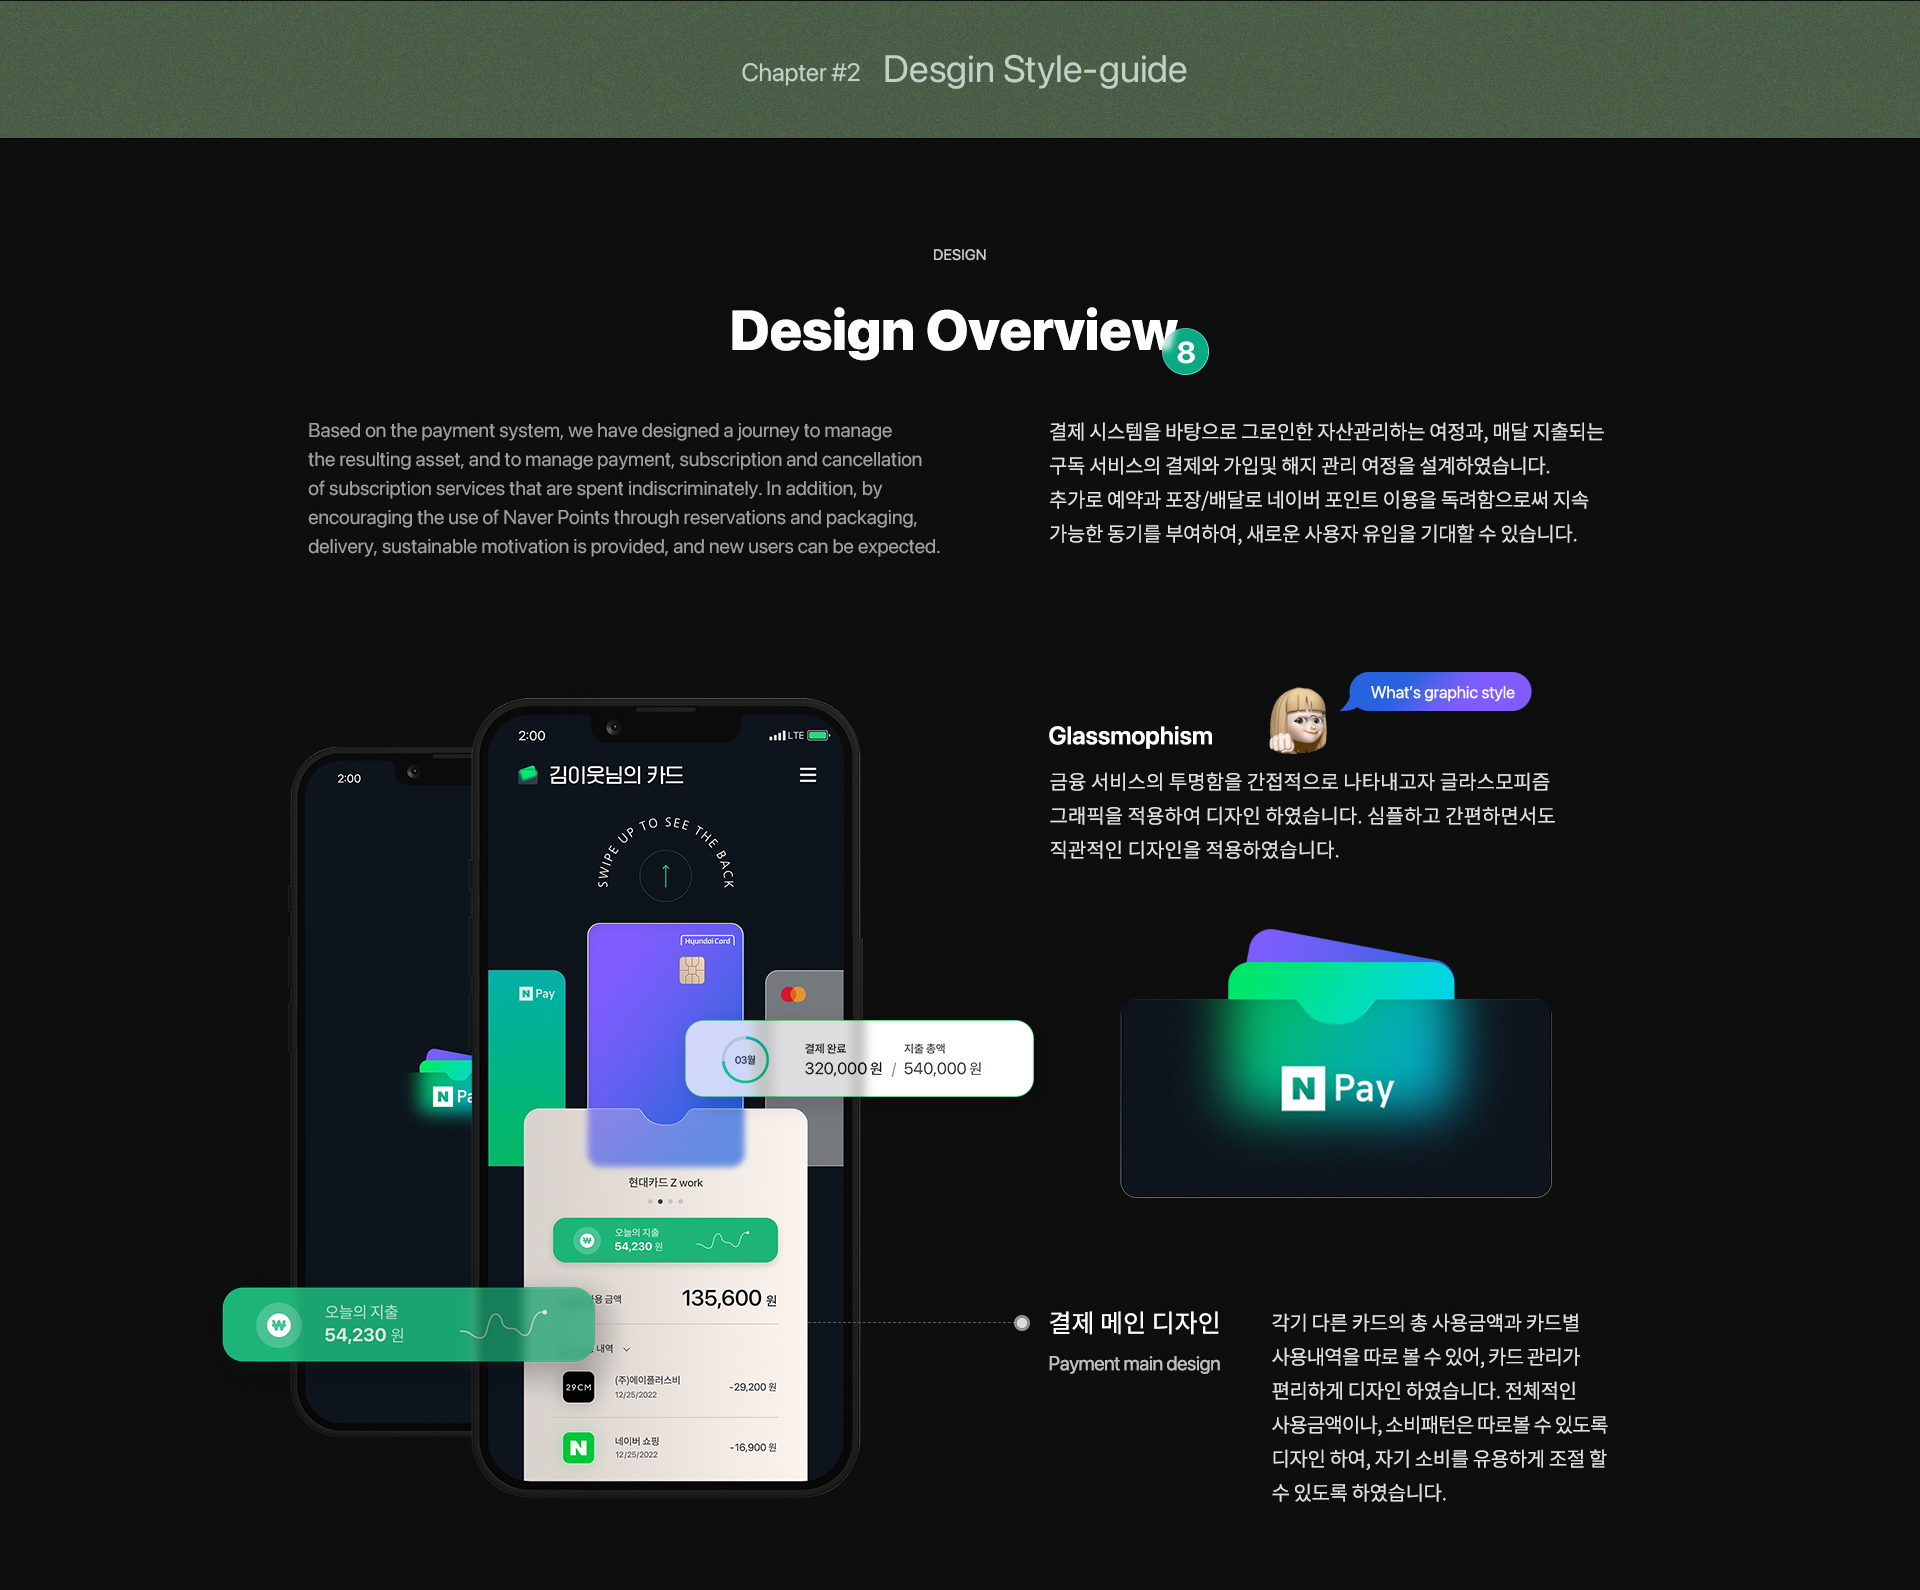 Chapter #2 Desgin Style-guide
DESIGN
Design Overview
8
Based on the payment system, we have designed a journey to manage
the resulting asset, and to manage payment, subscription and cancellation
of subscription services that are spent indiscriminately. In addition, by
encouraging the use of Naver Points through reservations and packaging,
delivery, sustainable motivation is provided, and new users can be expected.
결제 시스템을 바탕으로 그로인한 자산관리하는 여정과, 매달 지출되는
구독 서비스의 결제와 가입및 해지 관리 여정을 설계하였습니다.
추가로 예약과 포장/배달로 네이버 포인트 이용을 독려함으로써 지속
가능한 동기를 부여하여, 새로운 사용자 유입을 기대할 수 있습니다.
What's graphic style
Glassmophism
금융 서비스의 투명함을 간접적으로 나타내고자 글라스모피즘
그래픽을 적용하여 디자인 하였습니다. 심플하고 간편하면서도
직관적인 디자인을 적용하였습니다.
N Pay
2:00
N
2:00
LTE
김이웃님의 카드
SWIPE UP TO SEE THE BACK
Hyundai Card
N Pay
03월
결제 완료 지출 총액
320,000 원 / 540,000 원
현대카드 Z work
오늘의 지출
54,230 원
금액
135,600 원
오늘의 지출
54,230 원
내역
29CM
(주)에이플러스비
12/25/2022
-29,200 원
N
네이버 쇼핑
12/25/2022
-16,900 원
결제 메인 디자인
Payment main design
각기 다른 카드의 총 사용금액과 카드별
사용내역을 따로 볼 수 있어, 카드 관리가
편리하게 디자인 하였습니다. 전체적인
사용금액이나, 소비패턴은 따로볼 수 있도록
디자인 하여, 자기 소비를 유용하게 조절 할
수 있도록 하였습니다.